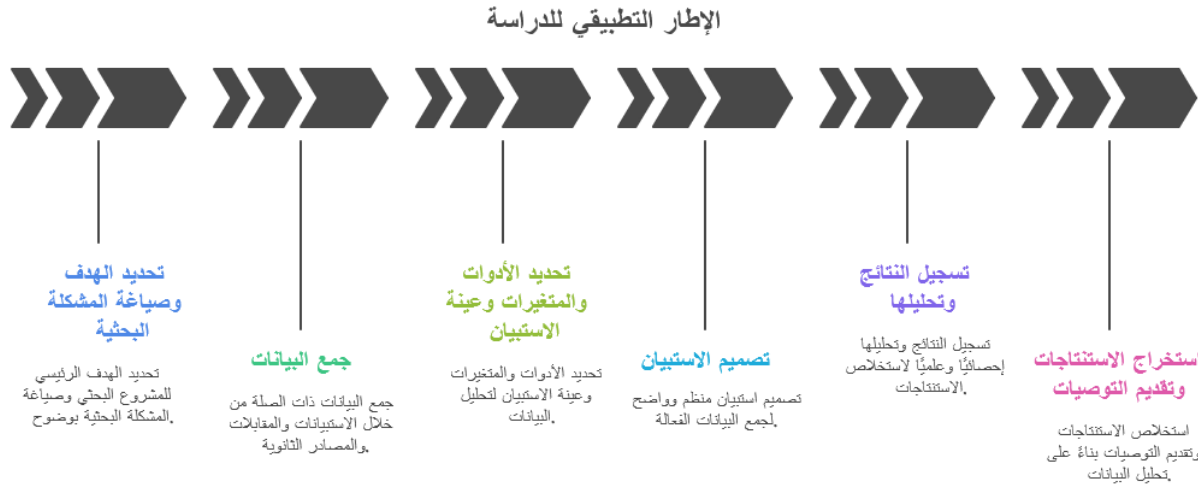 الإطار التطبيقي للدراسة
تحديد الهدف
وصياغة المشكلة
البحثية
تحديد الهدف الرئيسي
للمشروع البحثي وصياغة
المشكلة البحثية بوضوح.
جمع البيانات
جمع البيانات ذات الصلة من
خلال الاستبيانات والمقابلات
والمصادر الثانوية.
تحديد الأدوات
والمتغيرات وعينة
الاستبيان
تحديد الأدوات والمتغيرات
وعينة الاستبيان لتحليل
البيانات.
تصميم الاستبيان
تصميم استبيان منظم وواضح
لجمع البيانات الفعالة.
تسجيل النتائج
وتحليلها
تسجيل النتائج وتحليلها
إحصائيًا وعلميًا لاستخلاص
الاستنتاجات.
ستخراج الاستنتاجات
وتقديم التوصيات
استخلاص الاستنتاجات
وتقديم التوصيات بناءً على
تحليل البيانات.